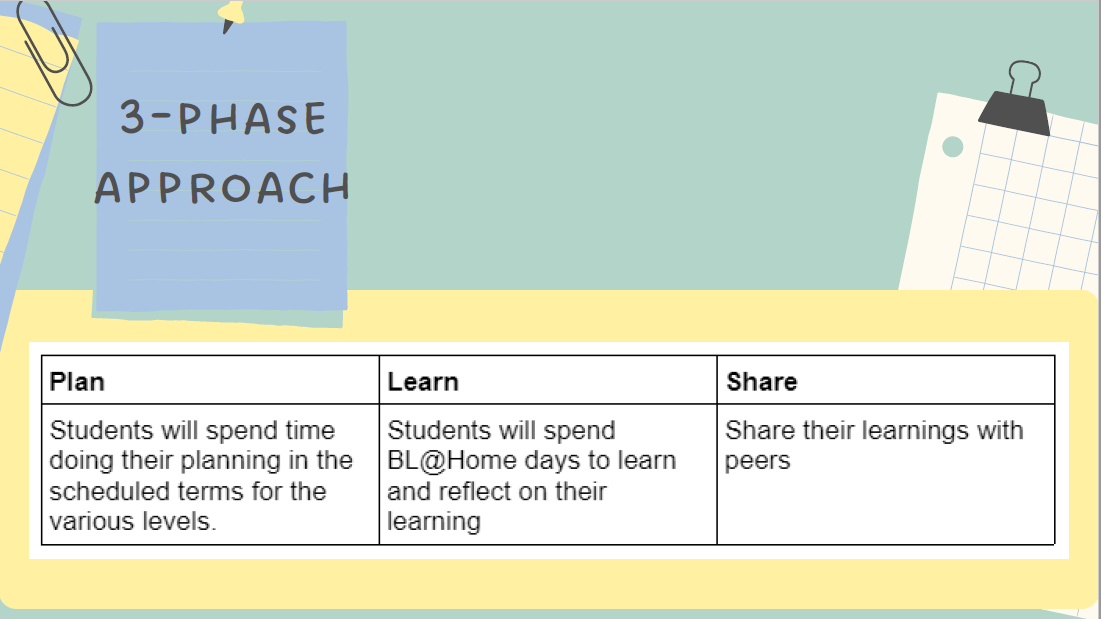 3-PHASE
APPROACH
Plan
Students will spend time
doing their planning in the
scheduled terms for the
various levels.
Learn
Students will spend
BL@Home days to learn
and reflect on their
learning
Share
Share their learnings with
peers